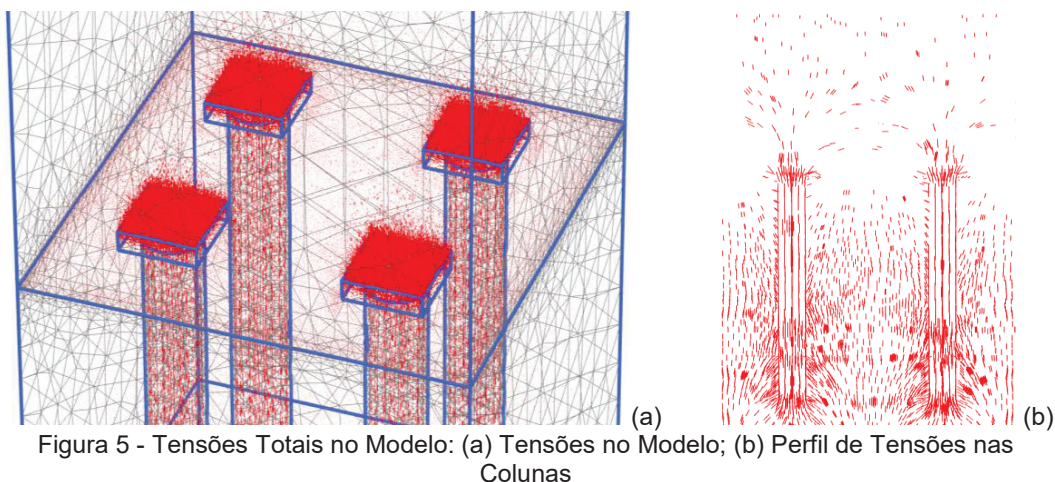 (a)
(b)
Figura 5 - Tensões Totais no Modelo: (a) Tensões no Modelo; (b) Perfil de Tensões nas
Colunas